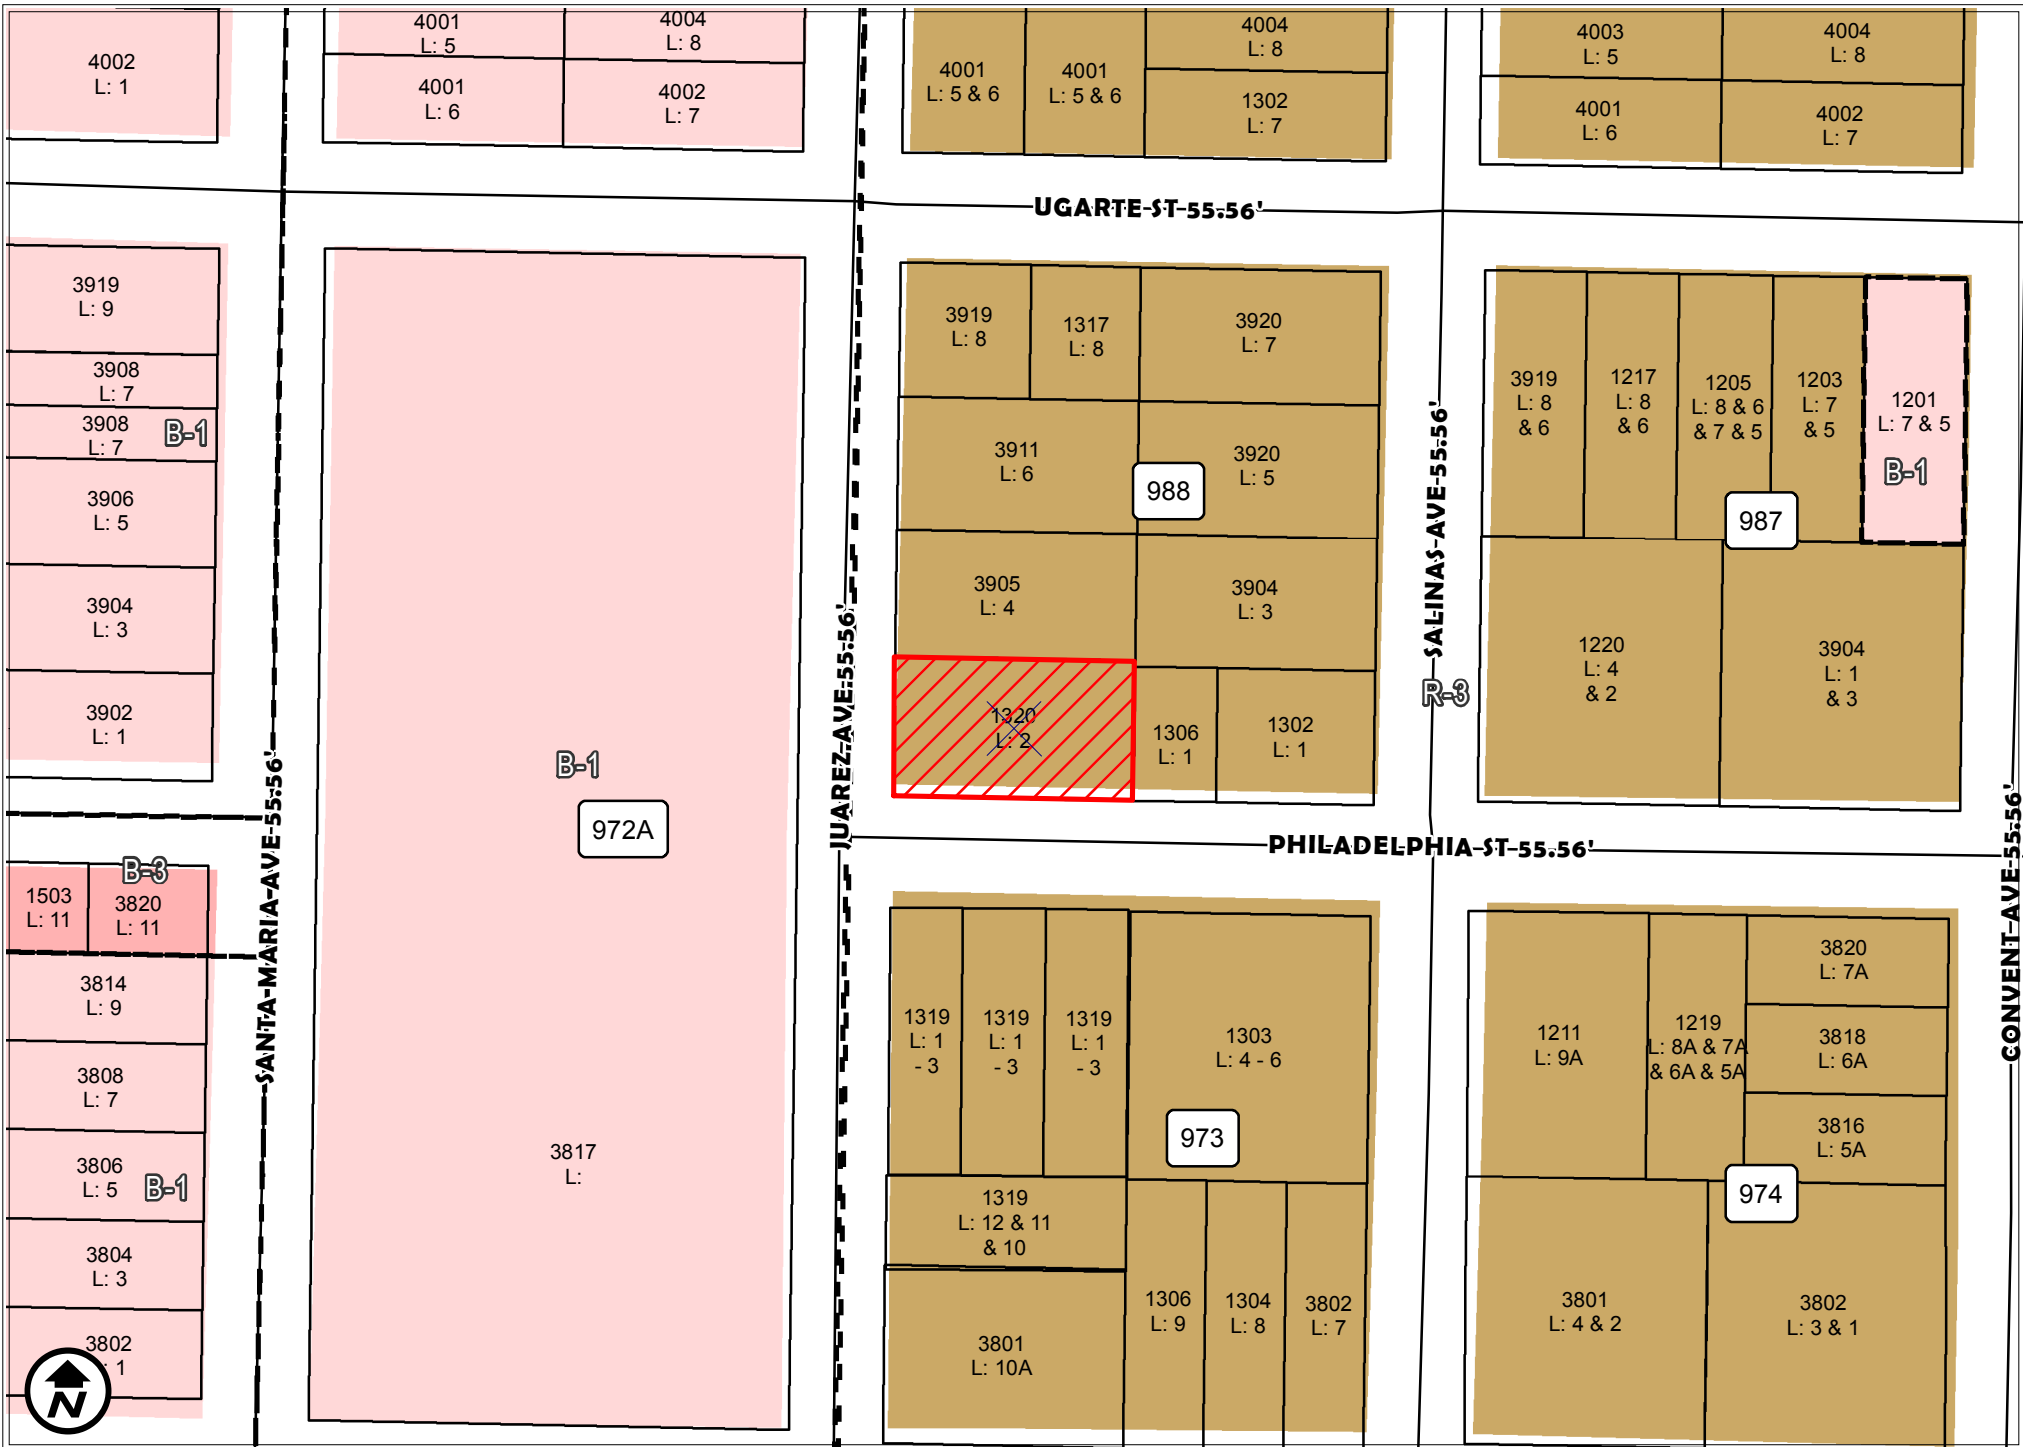 4002
L: 1
4001
L: 5
4004
L: 8
4001
L: 6
4002
L: 7
4001
L: 5 & 6
4001
L: 5 & 6
4004
L: 8
1302
L: 7
4003
L: 5
4004
L: 8
4001
L: 6
4002
L: 7
UGARTE ST 55.56'
3919
L: 9
3908
L: 7
3908
L: 7
B-1
3906
L: 5
3904
L: 3
3902
L: 1
SANTA MARIA AVE 55.56'
B-3
1503
L: 11
3820
L: 11
3814
L: 9
3808
L: 7
3806
L: 5
B-1
3804
L: 3
3802
: 1
N
B-1
972A
3817
L:
JUAREZ AVE 55.56'
3919
L: 8
1317
L: 8
3920
L: 7
3911
L: 6
988
3920
L: 5
3905
L: 4
3904
L: 3
1320
L: 2
1306
L: 1
1302
L: 1
SALINAS AVE 55.56'
R-3
3919
L: 8
& 6
1217
L: 8
& 6
1205
L: 8 & 6
& 7 & 5
1203
L: 7
& 5
1201
L: 7 & 5
B-1
987
1220
L: 4
& 2
3904
L: 1
& 3
PHILADELPHIA ST 55.56'
CONVENT AVE 55.56'
1319
L: 1
- 3
1319
L: 1
- 3
1319
L: 1
- 3
1303
L: 4 - 6
973
1319
L: 12 & 11
& 10
3801
L: 10A
1306
L: 9
1304
L: 8
3802
L: 7
1211
L: 9A
1219
L: 8A & 7A
& 6A & 5A
3820
L: 7A
3818
L: 6A
3816
L: 5A
974
3801
L: 4 & 2
3802
L: 3 & 1